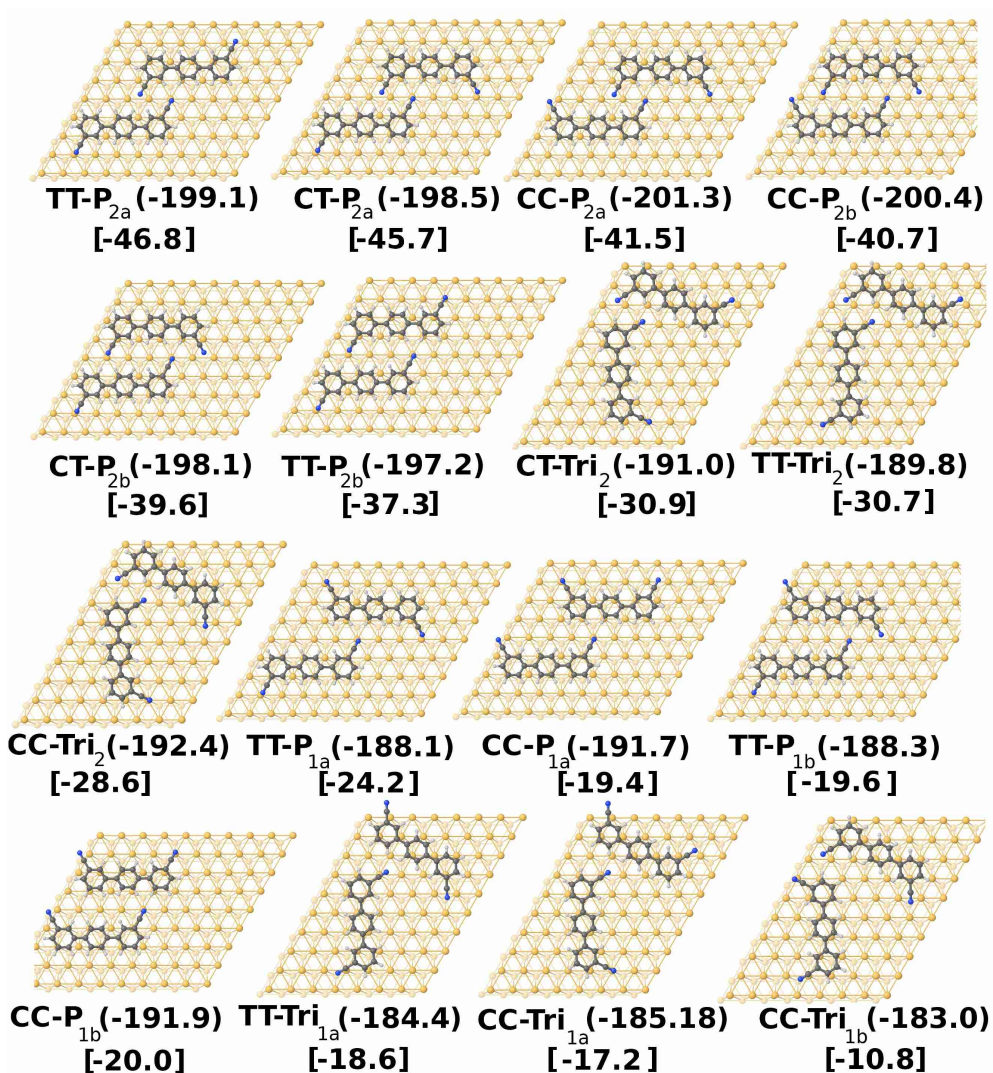 TT-P2a(-199.1) CT-P2a(-198.5) CC-P2a(-201.3) CC-P2b(-200.4)
[-46.8] [-45.7] [-41.5] [-40.7]
CT-P2b(-198.1) TT-P2b(-197.2) CT-Tri2(-191.0) TT-Tri2(-189.8)
[-39.6] [-37.3] [-30.9] [-30.7]
CC-Tri2(-192.4) TT-P1a(-188.1) CC-P1a(-191.7) TT-P1b(-188.3)
[-28.6] [-24.2] [-19.4] [-19.6]
CC-P1b(-191.9) TT-Tri1a(-184.4) CC-Tri1a(-185.18) CC-Tri1b(-183.0)
[-20.0] [-18.6] [-17.2] [-10.8]